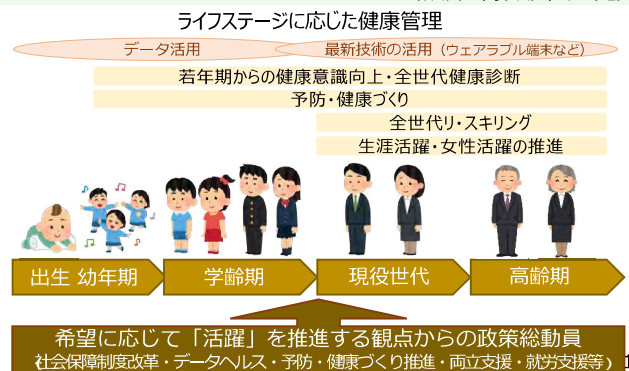 ライフステージに応じた健康管理
データ活用
最新技術の活用（ウェアラブル端末など）
若年期からの健康意識向上・全世代健康診断
予防・健康づくり
全世代リ・スキリング
生涯活躍・女性活躍の推進
出生 幼年期
学齢期
現役世代
高齢期
希望に応じて「活躍」を推進する観点からの政策総動員
（社会保障制度改革・データヘルス・予防・健康づくり推進・両立支援・就労支援等）